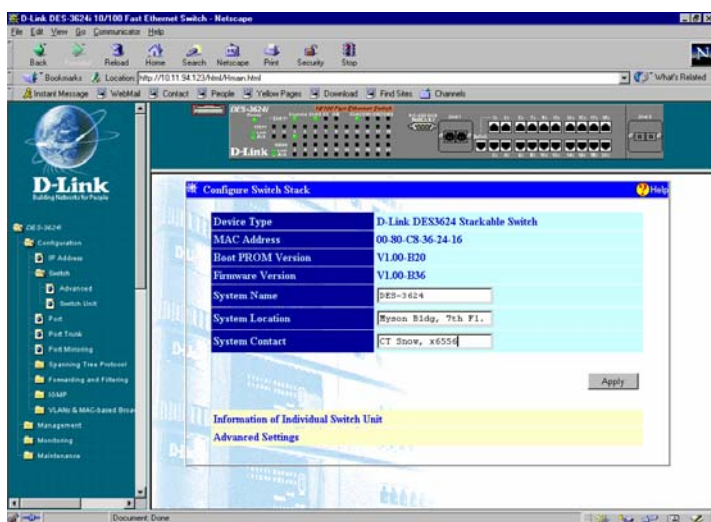 D-Link DES-3624i 10/100 Fast Ethernet Switch - Netscape
File Edit View Go Communicator Help
Back Reload Home Search Netscape Print Security Stop
Bookmarks Location: http://10.11.94.123/html/Hmain.html What's Related
Instant Message WebMail Contact People Yellow Pages Download Find Sites Channels
DES-3624i
D-Link
D-Link
Building Networks for People
DES-3624i
Configuration
IP Address
Switch
Advanced
Switch Unit
Port
Port Trunk
Port Mirroring
Spanning Tree Protocol
Forwarding and Filtering
IGMP
VLANs & MAC-based Broa
Management
Monitoring
Maintenance
Configure Switch Stack
Help
Device Type D-Link DES3624 Starkable Switch
MAC Address 00-80-C8-36-24-16
Boot PROM Version V1.00-B20
Firmware Version V1.00-B36
System Name DES-3624
System Location Myson Bldg, 7th Fl.
System Contact CT Snow, x6556
Apply
Information of Individual Switch Unit
Advanced Settings
Document: Done